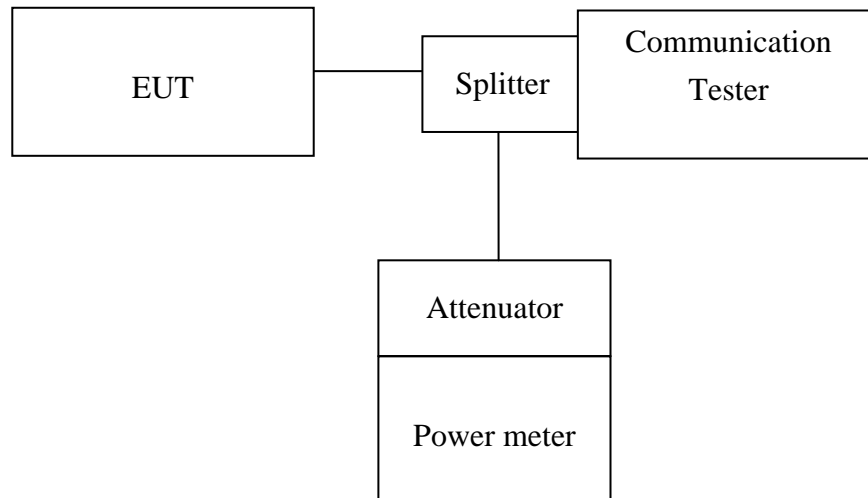 EUT
Splitter
Communication
Tester
Attenuator
Power meter